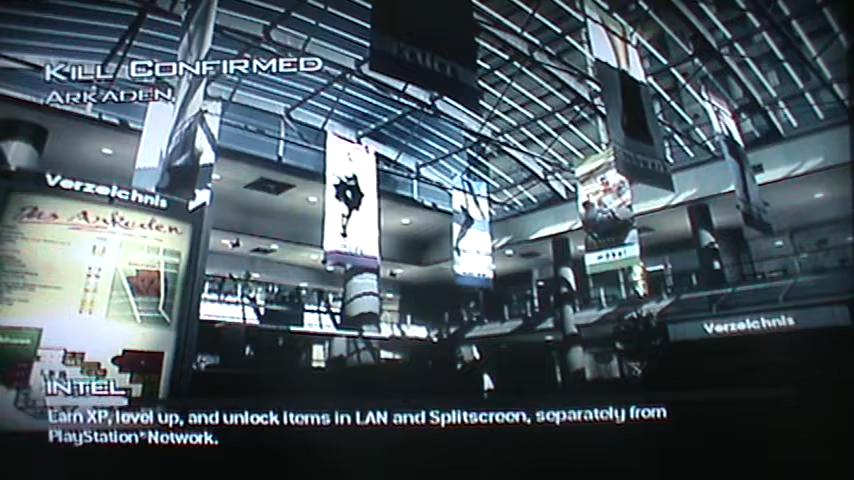 KILL CONFIRMED
ARKADEN,
Verzeichnis
Die Arkaden
Verzeichnis
INTEL
Earn XP, level up, and unlock items in LAN and Splitscreen, separately from
PlayStation®Network.